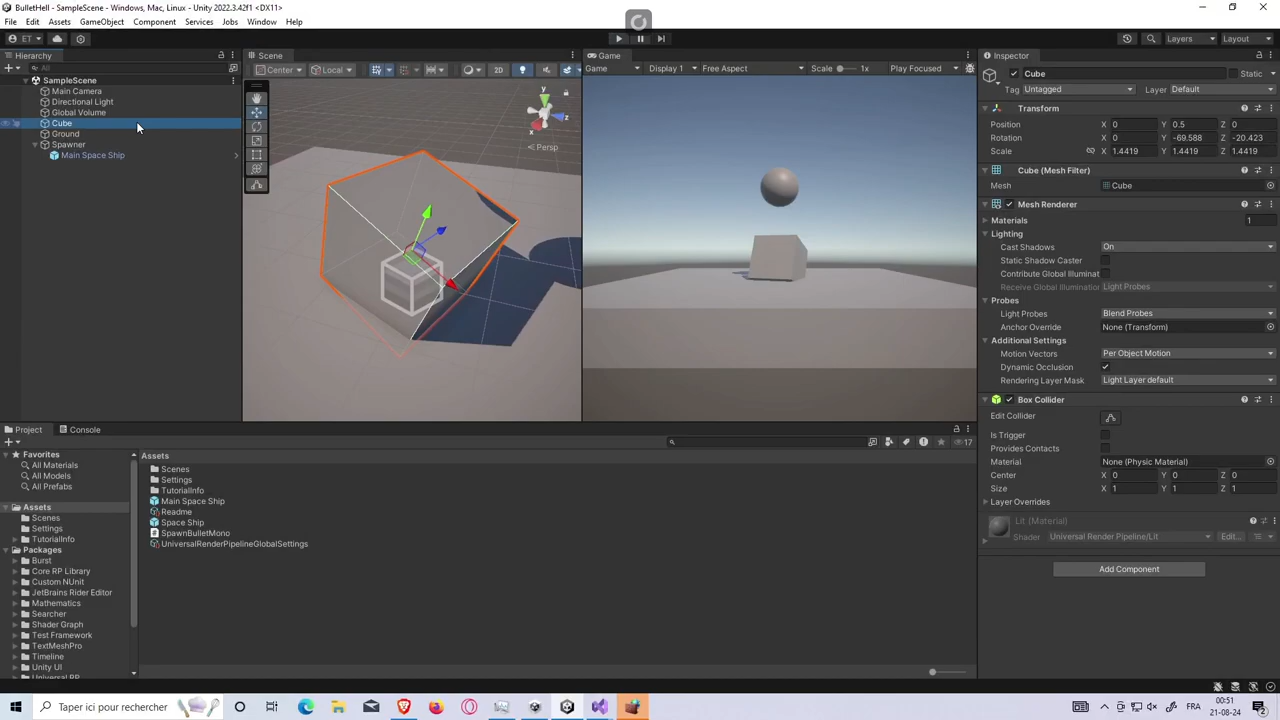 BulletHell - SampleScene - Windows, Mac, Linux - Unity 2022.3.42f1 <DX11>
File Edit Assets GameObject Component Services Jobs Window Help
ET
Layers Layout
Hierarchy
All
SampleScene
Main Camera
Directional Light
Global Volume
Cube
Ground
Spawner
Main Space Ship
Scene
Center Local 2D
y
x
z
Persp
Game
Game Display 1 Free Aspect Scale 1x Play Focused
Inspector
Cube Static
Tag Untagged Layer Default
Transform
Position X 0 Y 0.5 Z 0
Rotation X 0 Y -69.588 Z -20.423
Scale X 1.4419 Y 1.4419 Z 1.4419
Cube (Mesh Filter)
Mesh Cube
Mesh Renderer
Materials 1
Lighting
Cast Shadows On
Static Shadow Caster
Contribute Global Illuminat
Receive Global Illumination Light Probes
Probes
Light Probes Blend Probes
Anchor Override None (Transform)
Additional Settings
Motion Vectors Per Object Motion
Dynamic Occlusion
Rendering Layer Mask Light Layer default
Box Collider
Edit Collider
Is Trigger
Provides Contacts
Material None (Physic Material)
Center X 0 Y 0 Z 0
Size X 1 Y 1 Z 1
Layer Overrides
Lit (Material)
Shader Universal Render Pipeline/Lit Edit...
Add Component
Project Console
17
Favorites
All Materials
All Models
All Prefabs
Assets
Scenes
Settings
TutorialInfo
Packages
Burst
Core RP Library
Custom NUnit
JetBrains Rider Editor
Mathematics
Searcher
Shader Graph
Test Framework
TextMeshPro
Timeline
Unity UI
Universal RP
Assets
Scenes
Settings
TutorialInfo
Main Space Ship
Readme
Space Ship
SpawnBulletMono
UniversalRenderPipelineGlobalSettings
Taper ici pour rechercher
FRA
00:51
21-08-24